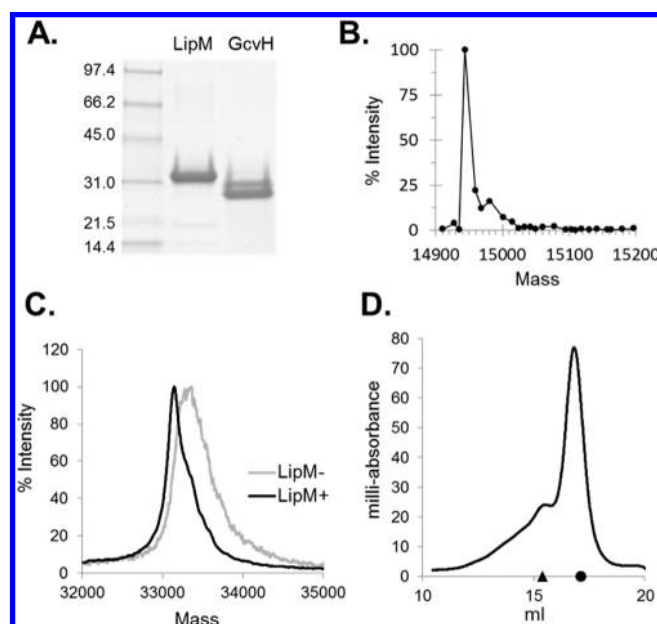 A.
LipM GcvH
97.4
66.2
45.0
31.0
21.5
14.4
B.
100
75
50
25
0
14900 15000 15100 15200
% Intensity
Mass
C.
120
100
80
60
40
20
0
32000 33000 34000 35000
% Intensity
Mass
LipM-
LipM+
D.
80
70
60
50
40
30
20
10
0
10 15 20
milli-absorbance
ml